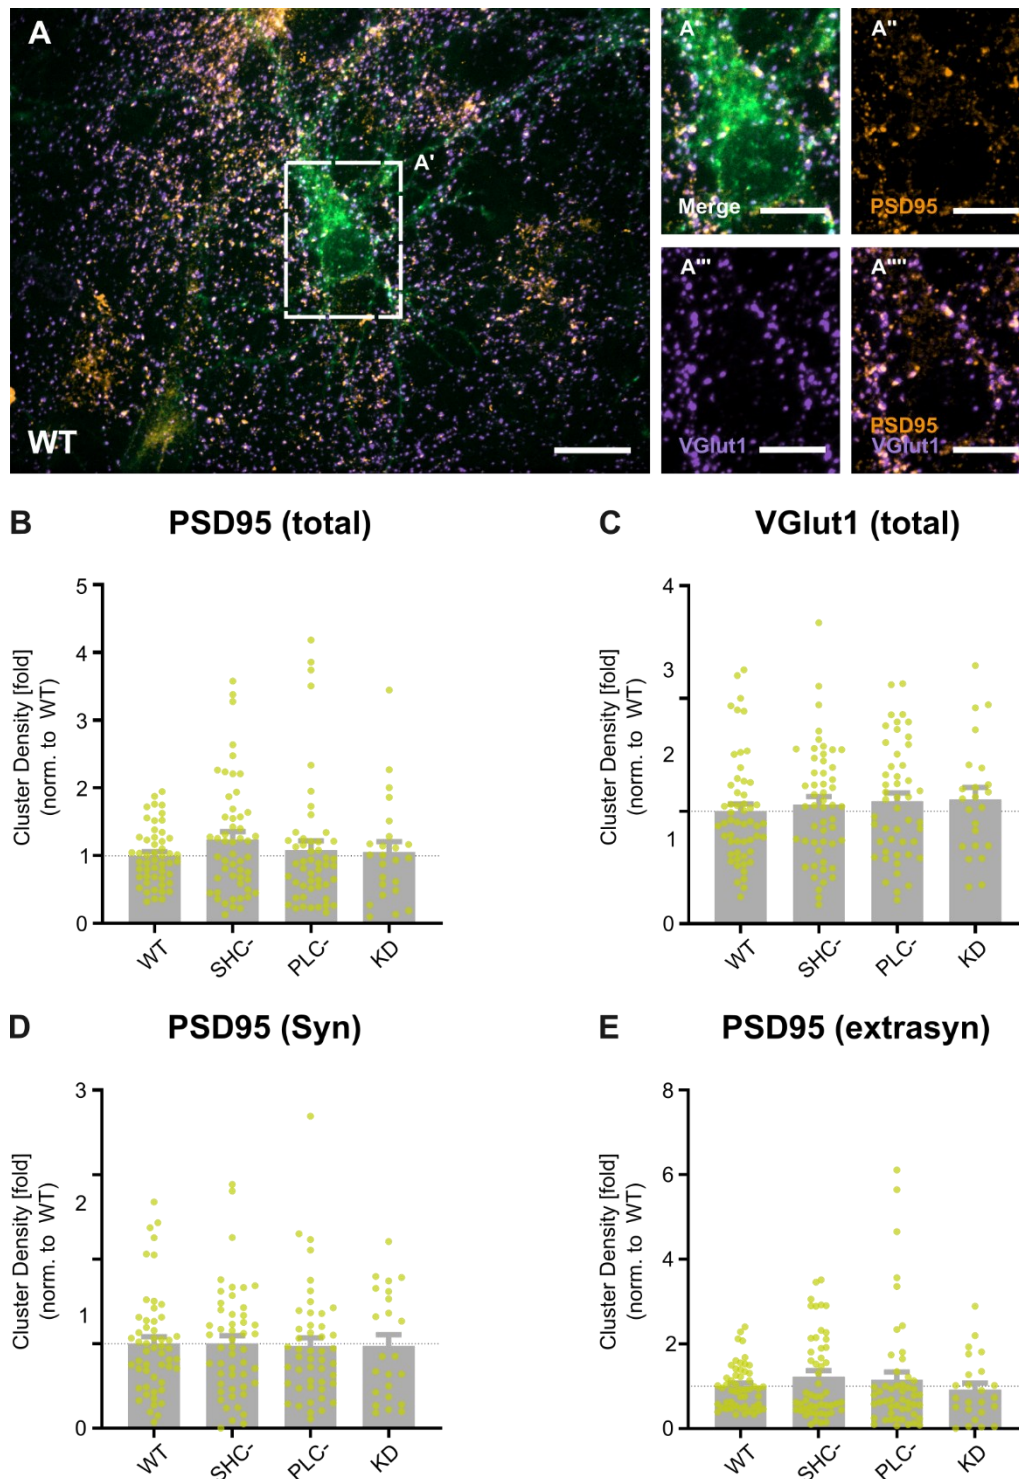 A
A'
WT
A'
Merge
A''
PSD95
A'''
VGlut1
A''''
PSD95
VGlut1
B
PSD95 (total)
Cluster Density [fold]
(norm. to WT)
5
4
3
2
1
0
WT
SHC-
PLC-
KD
C
VGlut1 (total)
Cluster Density [fold]
(norm. to WT)
4
3
2
1
0
WT
SHC-
PLC-
KD
D
PSD95 (Syn)
Cluster Density [fold]
(norm. to WT)
3
2
1
0
WT
SHC-
PLC-
KD
E
PSD95 (extrasyn)
Cluster Density [fold]
(norm. to WT)
8
6
4
2
0
WT
SHC-
PLC-
KD